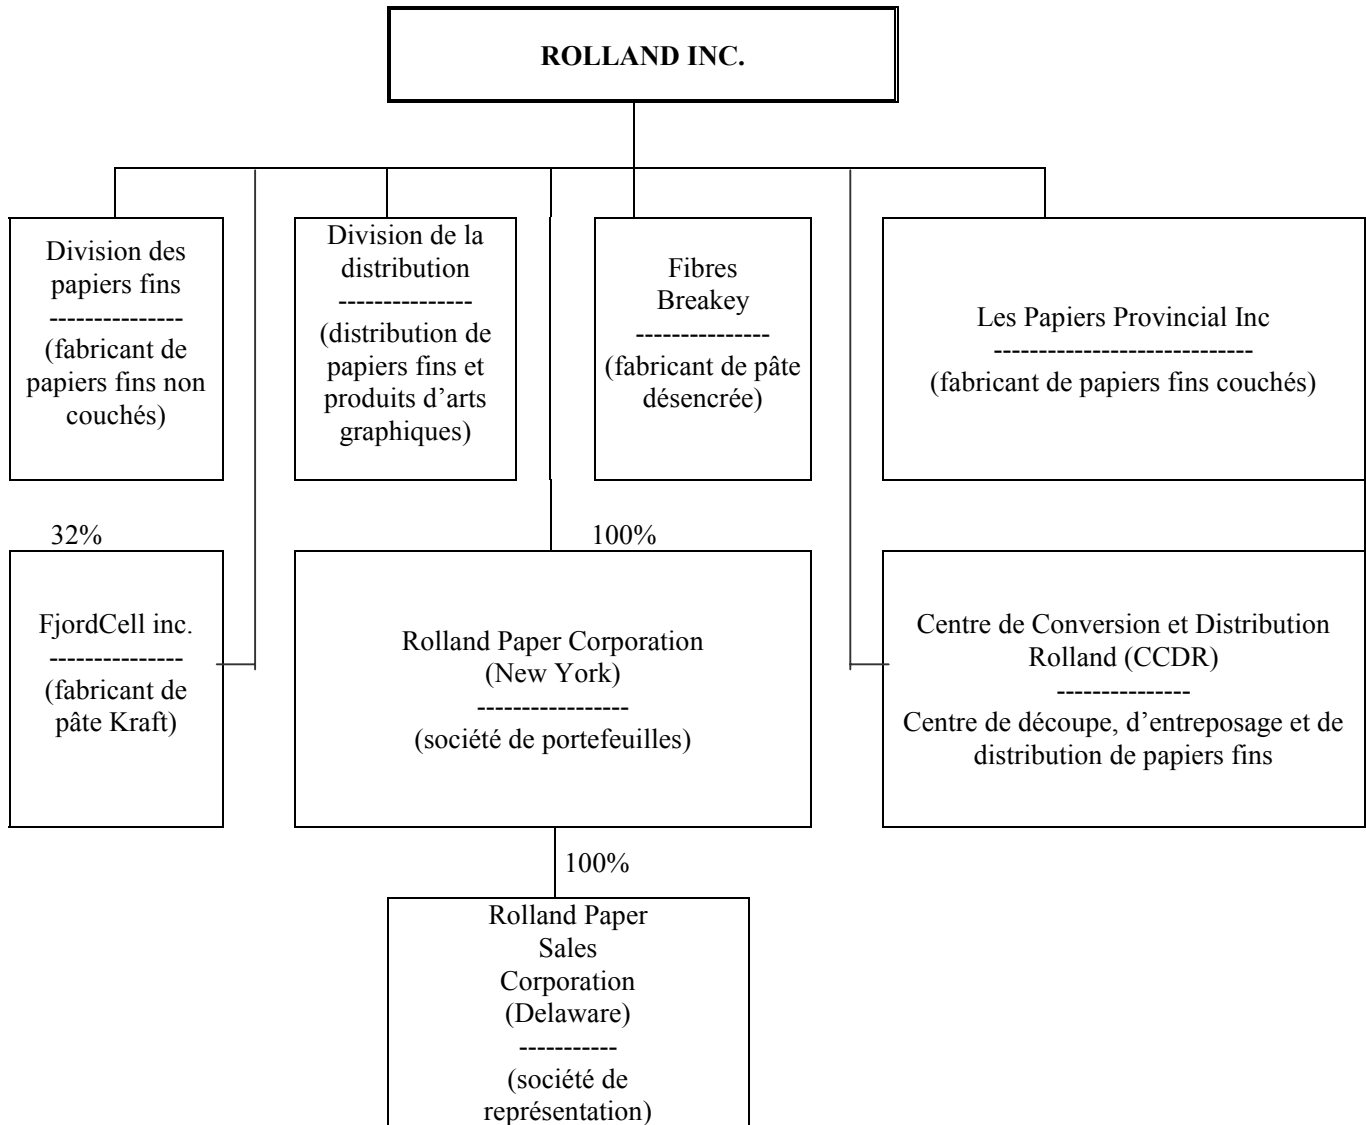 ROLLAND INC.
Division des
papiers fins
---------------
(fabricant de
papiers fins non
couchés)
Division de la
distribution
---------------
(distribution de
papiers fins et
produits d’arts
graphiques)
Fibres
Breakey
---------------
(fabricant de pâte
désencrée)
Les Papiers Provincial Inc
-----------------------------
(fabricant de papiers fins couchés)
32%
FjordCell inc.
---------------
(fabricant de
pâte Kraft)
100%
Rolland Paper Corporation
(New York)
-----------------
(société de portefeuilles)
Centre de Conversion et Distribution
Rolland (CCDR)
---------------
Centre de découpe, d’entreposage et de
distribution de papiers fins
100%
Rolland Paper
Sales
Corporation
(Delaware)
-----------
(société de
représentation)